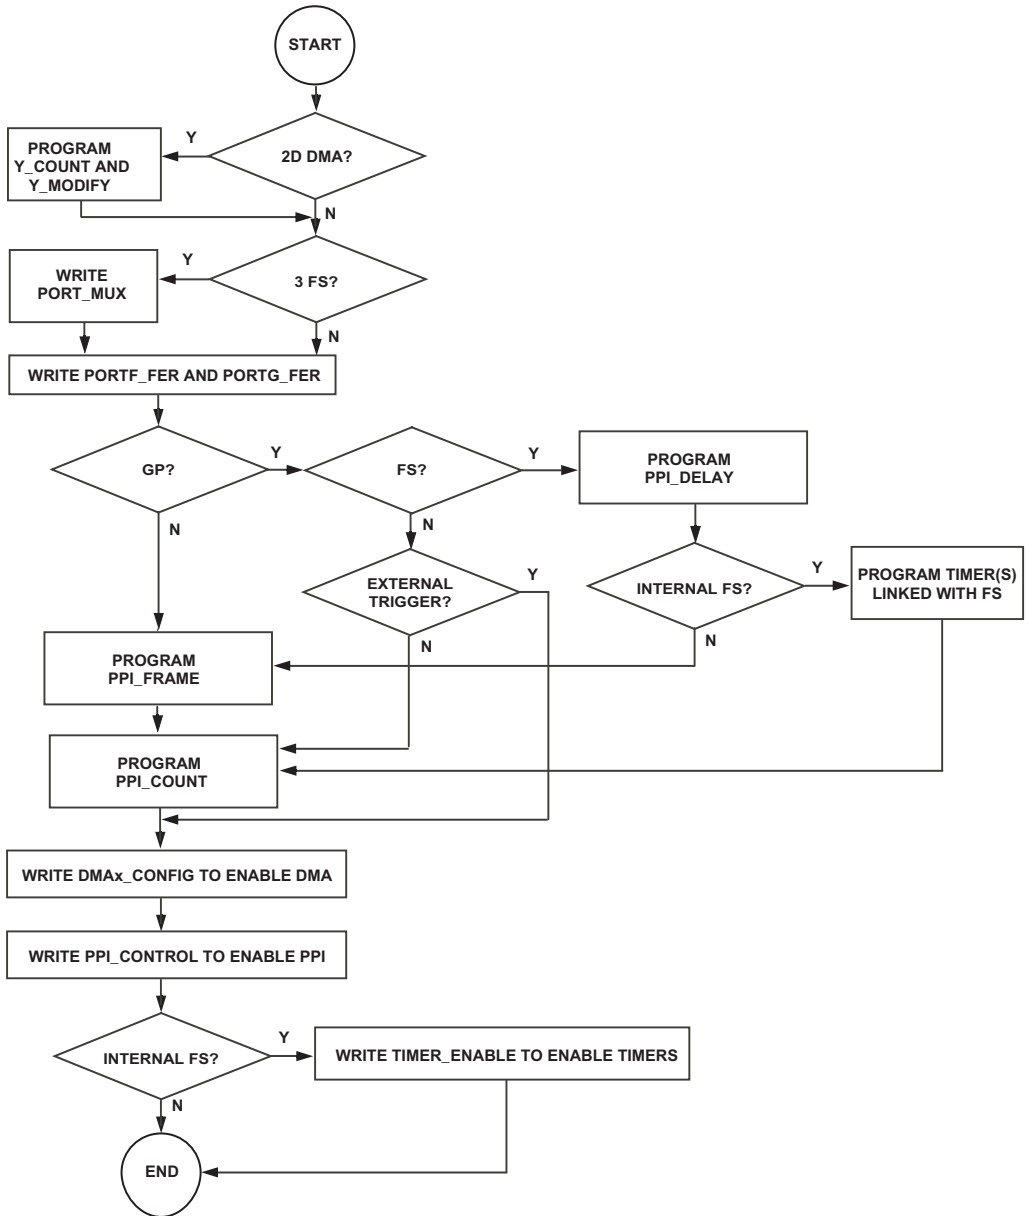 START
2D DMA?
Y
PROGRAM
Y_COUNT AND
Y_MODIFY
N
3 FS?
Y
WRITE
PORT_MUX
N
WRITE PORTF_FER AND PORTG_FER
GP?
Y
FS?
Y
PROGRAM
PPI_DELAY
N
N
EXTERNAL
TRIGGER?
Y
INTERNAL FS?
Y
PROGRAM TIMER(S)
LINKED WITH FS
N
N
PROGRAM
PPI_FRAME
PROGRAM
PPI_COUNT
WRITE DMAx_CONFIG TO ENABLE DMA
WRITE PPI_CONTROL TO ENABLE PPI
INTERNAL FS?
Y
WRITE TIMER_ENABLE TO ENABLE TIMERS
N
END